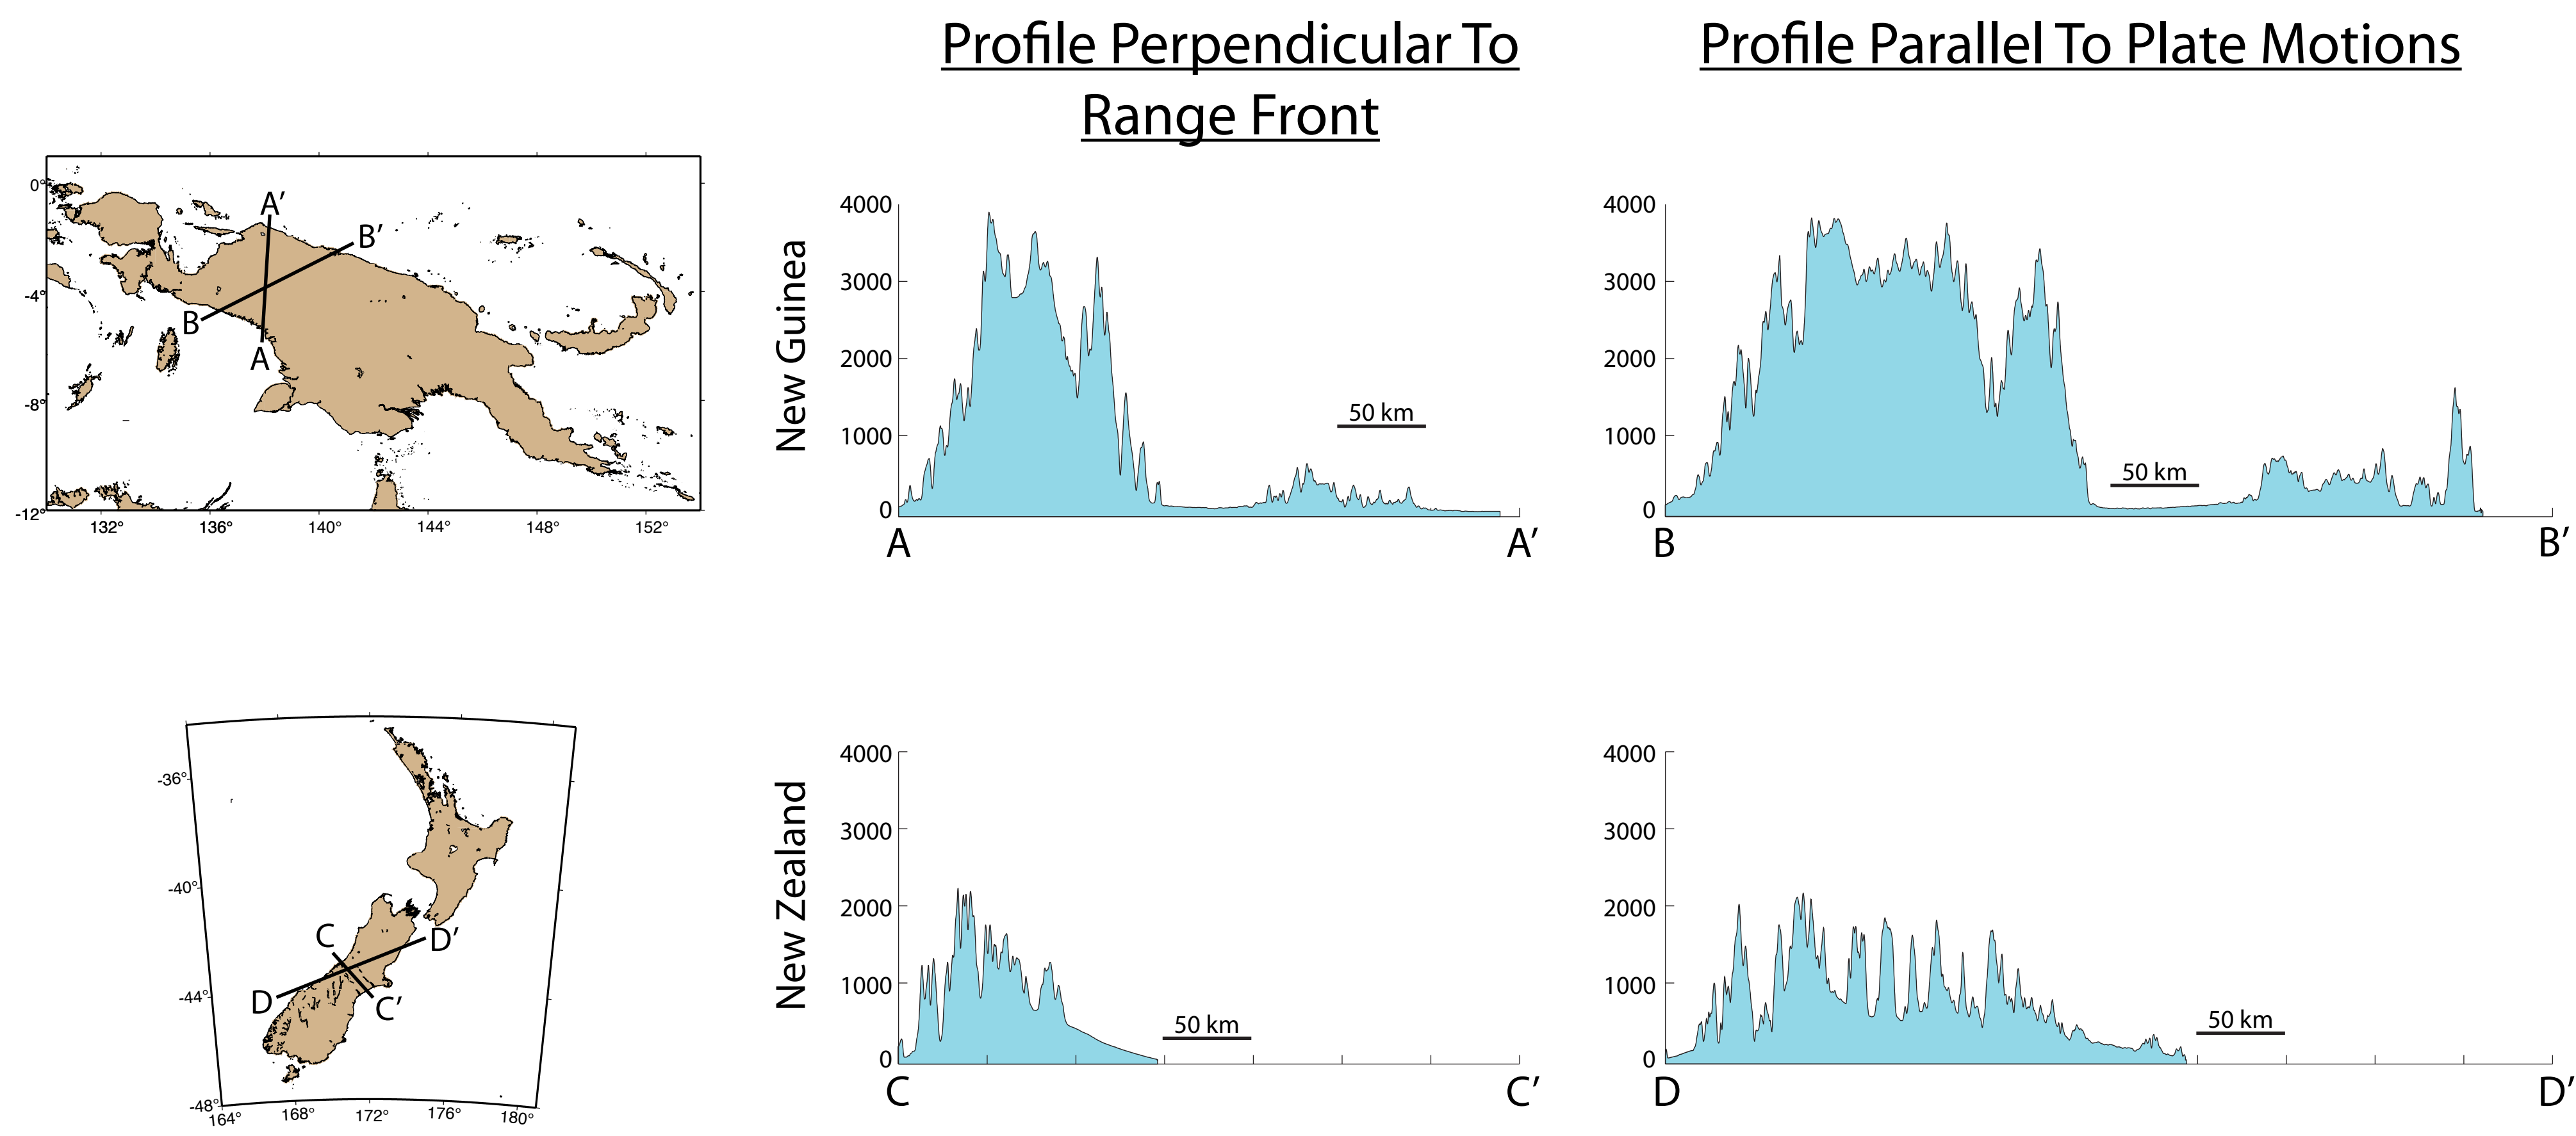 Profile Perpendicular To
Range Front
Profile Parallel To Plate Motions
0°
-4°
-8°
-12°
132°
136°
140°
144°
148°
152°
A′
B′
B
A
New Guinea
4000
3000
2000
1000
0
50 km
A
A′
4000
3000
2000
1000
0
50 km
B
B′
-36°
-40°
-44°
-48°
164°
168°
172°
176°
180°
C
D′
D
C′
New Zealand
4000
3000
2000
1000
0
50 km
C
C′
4000
3000
2000
1000
0
50 km
D
D′